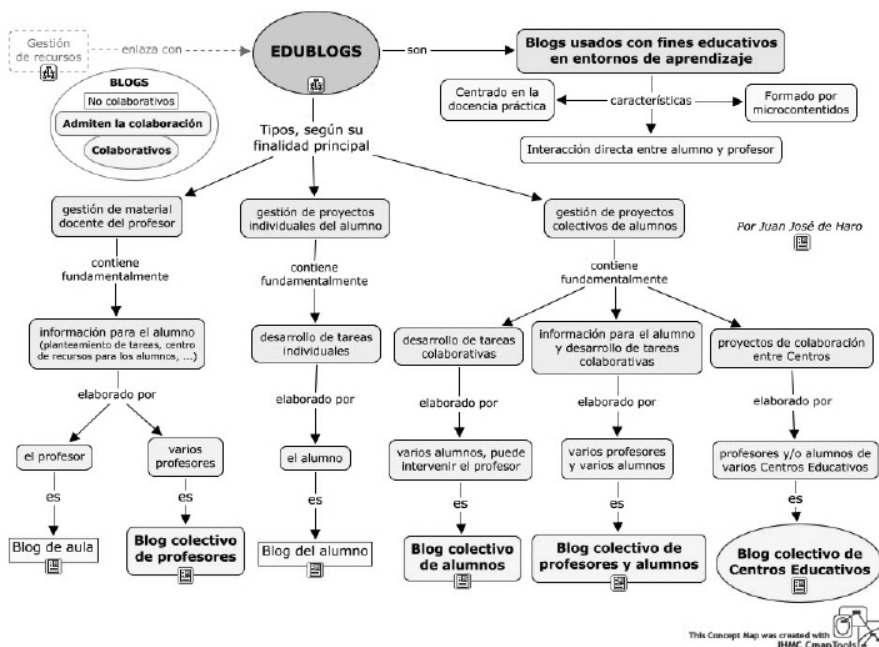 Gestión
de recursos
enlaza con
EDUBLOGS
son
Blogs usados con fines educativos
en entornos de aprendizaje
BLOGS
No colaborativos
Admiten la colaboración
Colaborativos
Centrado en la
docencia práctica
características
Formado por
microcontenidos
Interacción directa entre alumno y profesor
Tipos, según su
finalidad principal
gestión de material
docente del profesor
gestión de proyectos
individuales del alumno
gestión de proyectos
colectivos de alumnos
Por Juan José de Haro
contiene
fundamentalmente
contiene
fundamentalmente
contiene
fundamentalmente
información para el alumno
(planteamiento de tareas, centro
de recursos para los alumnos, ...)
desarrollo de tareas
individuales
desarrollo de tareas
colaborativas
información para el alumno
y desarrollo de tareas
colaborativas
proyectos de colaboración
entre Centros
elaborado por
elaborado por
elaborado por
elaborado por
elaborado por
el profesor
varios
profesores
el alumno
varios alumnos, puede
intervenir el profesor
varios profesores
y varios alumnos
profesores y/o alumnos de
varios Centros Educativos
es
es
es
es
es
es
Blog de aula
Blog colectivo
de profesores
Blog del alumno
Blog colectivo
de alumnos
Blog colectivo de
profesores y alumnos
Blog colectivo de
Centros Educativos
This Concept Map was created with
IHMC CmapTools